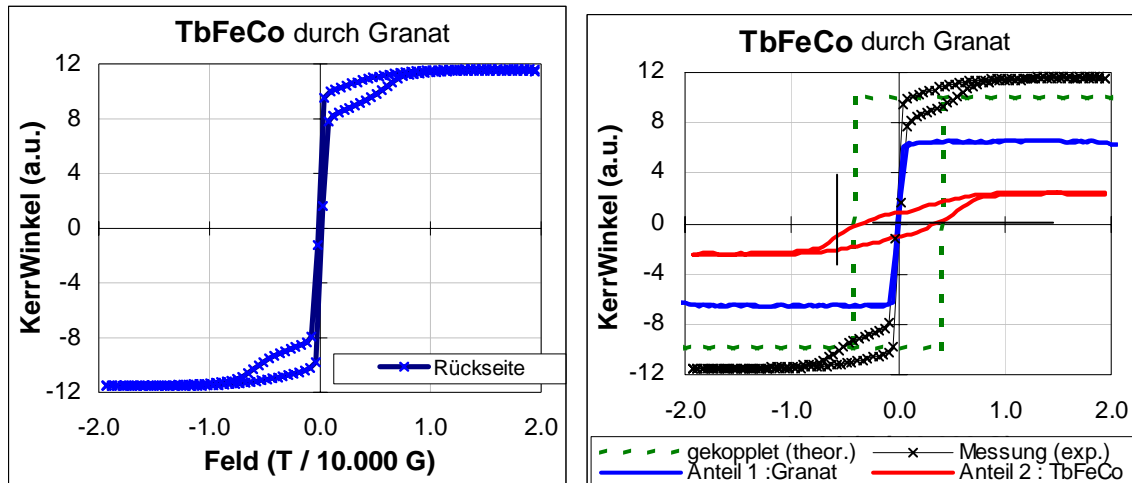 TbFeCo durch Granat
KerrWinkel (a.u.)
12
8
4
0
-4
-8
-12
Rückseite
-2.0 -1.0 0.0 1.0 2.0
Feld (T / 10.000 G)
TbFeCo durch Granat
KerrWinkel (a.u.)
12
8
4
0
-4
-8
-12
-2.0 -1.0 0.0 1.0 2.0
gekopplet (theor.) Messung (exp.)
Anteil 1 :Granat Anteil 2 : TbFeCo